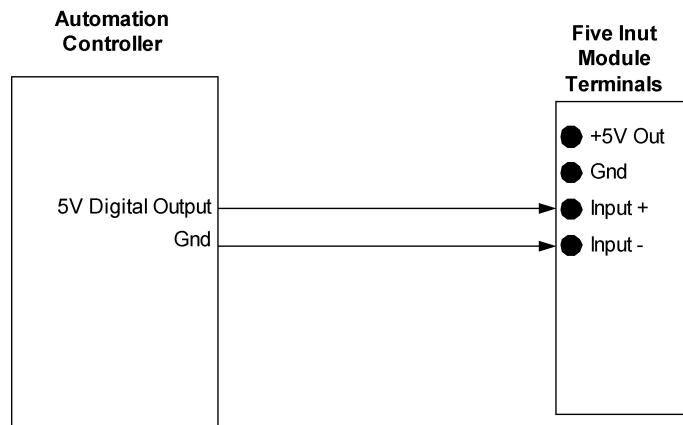 Automation
Controller
Five Inut
Module
Terminals
+5V Out
Gnd
5V Digital Output
Input +
Gnd
Input -